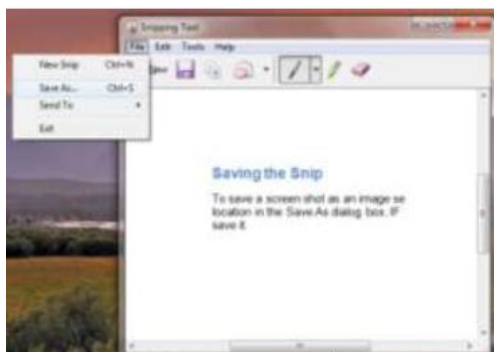 Snipping Tool
File Edit Tools Help
New Snip Ctrl+N
Save As... Ctrl+S
Send To
Exit
Saving the Snip
To save a screen shot as an image se
location in the Save As dialog box. IF
save it